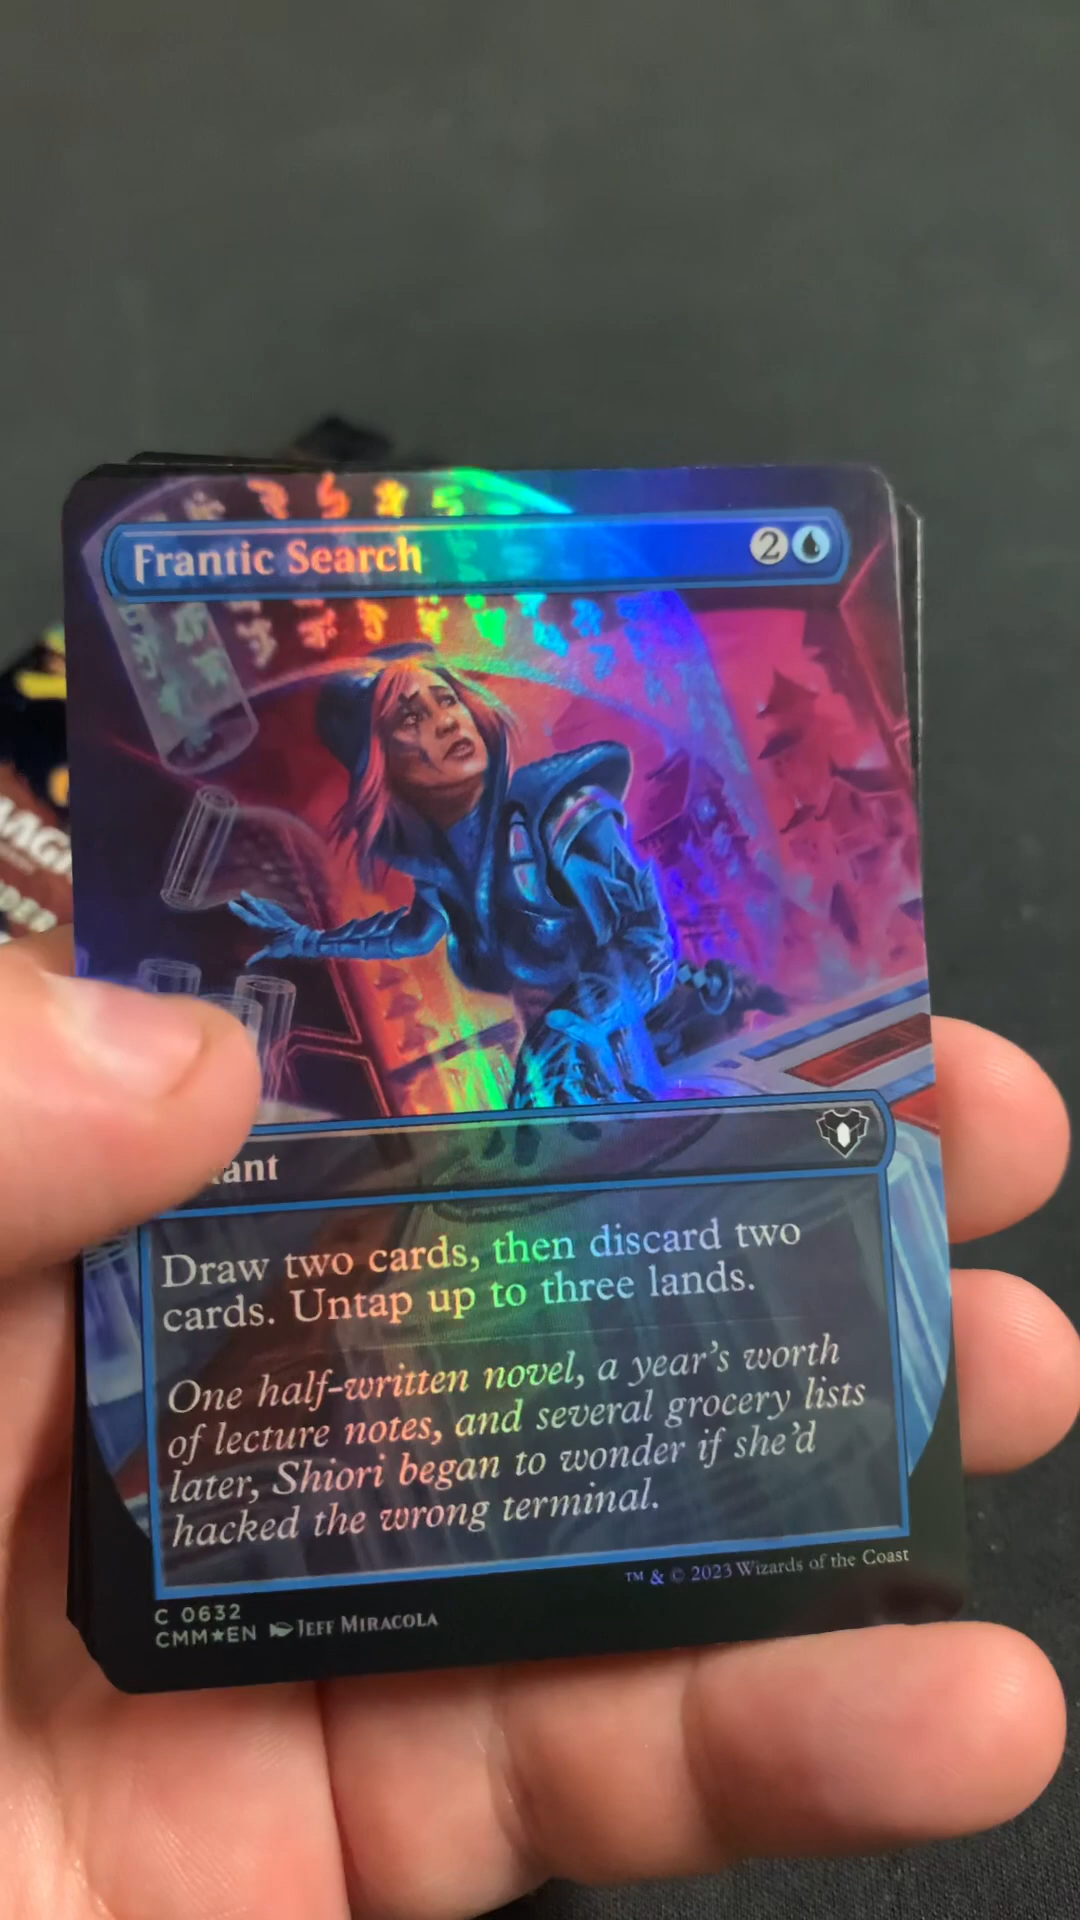 Frantic Search 2
ant
Draw two cards, then discard two
cards. Untap up to three lands.
One half-written novel, a year's worth
of lecture notes, and several grocery lists
later, Shiori began to wonder if she'd
hacked the wrong terminal.
™ & © 2023 Wizards of the Coast
C 0632
CMM★EN Jeff Miracola